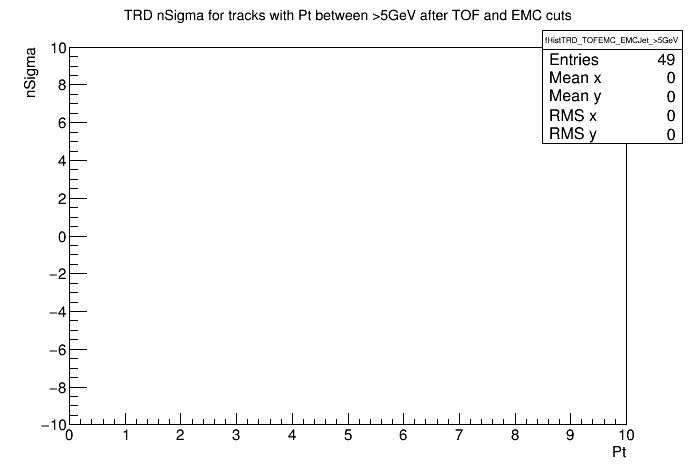 TRD nSigma for tracks with Pt between >5GeV after TOF and EMC cuts
fHistTRD_TOFEMC_EMCJet_>5GeV
Entries 49
Mean x 0
Mean y 0
RMS x 0
RMS y 0
nSigma
10
8
6
4
2
0
−2
−4
−6
−8
−10
0 1 2 3 4 5 6 7 8 9 10
Pt